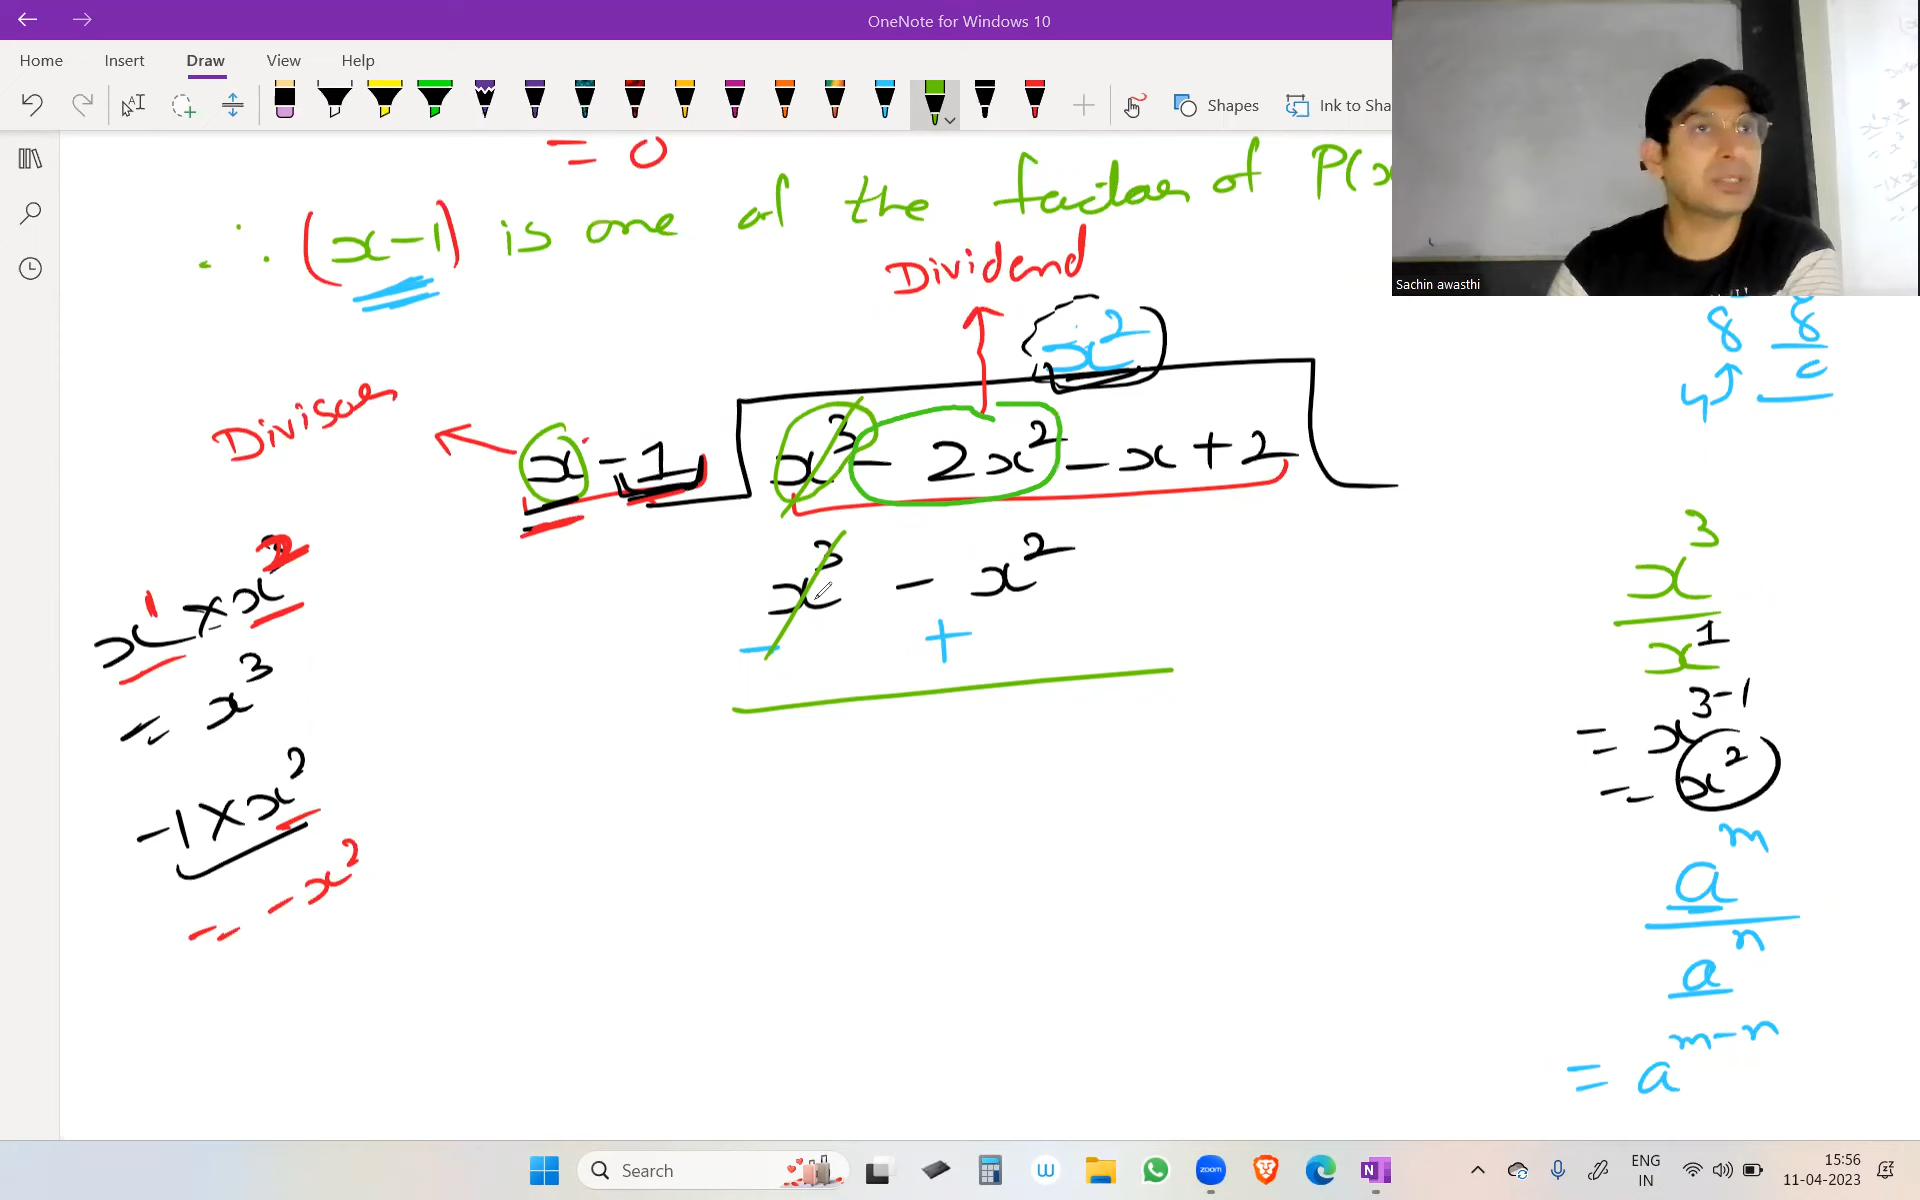 OneNote for Windows 10
Home Insert Draw View Help
Shapes Ink to Sha
= 0
∴ (x-1) is one of the factors of P(x
Dividend
x²
Divisor
x - 1 x³ - 2x² - x + 2
x³ - x²
- +
x¹ × x²
= x³
-1 × x²
= -x²
Sachin awasthi
8 8
4
x³
x¹
= x³⁻¹
= x²
aᵐ
aⁿ
= aᵐ⁻ⁿ
Search
zoom
ENG
IN
15:56
11-04-2023